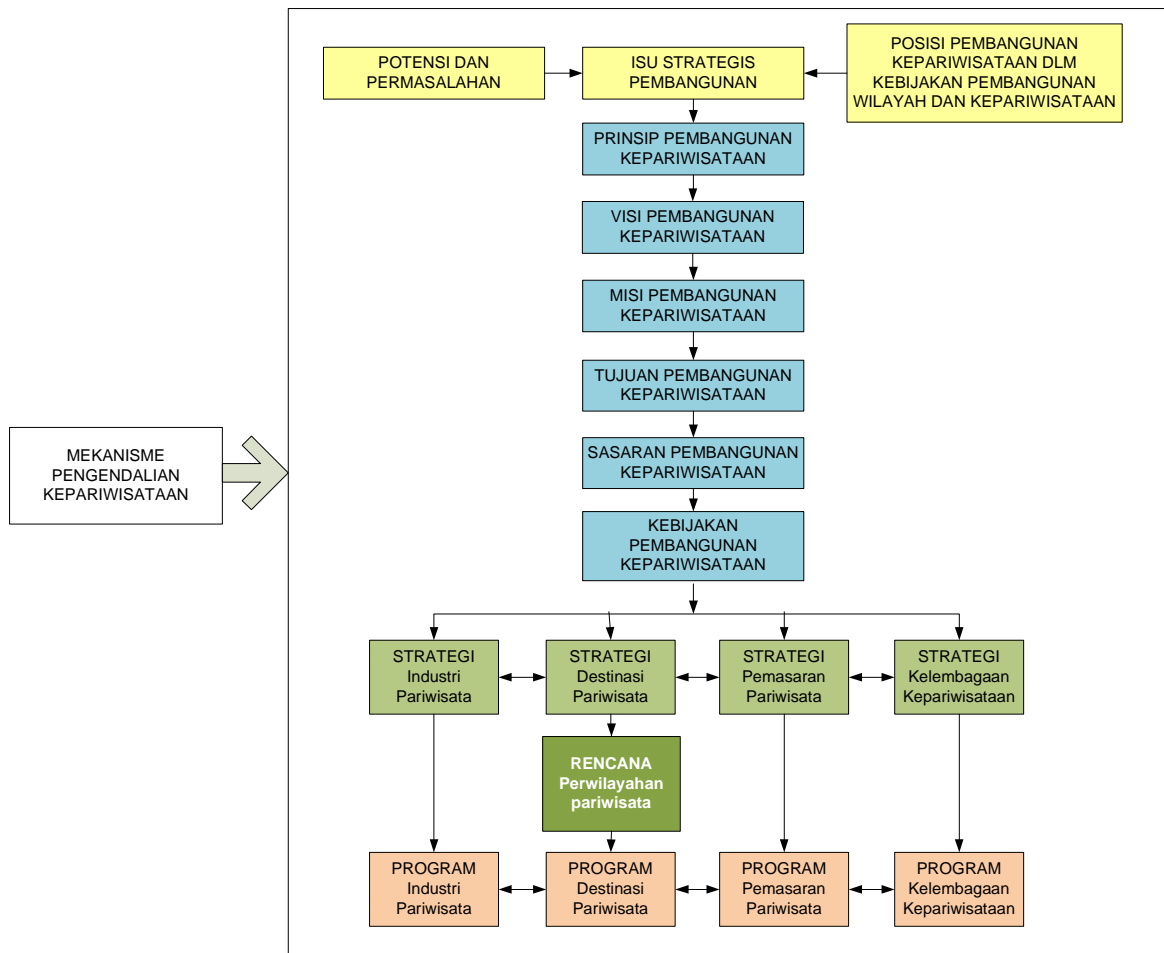 POTENSI DAN
PERMASALAHAN
ISU STRATEGIS
PEMBANGUNAN
POSISI PEMBANGUNAN
KEPARIWISATAAN DLM
KEBIJAKAN PEMBANGUNAN
WILAYAH DAN KEPARIWISATAAN
PRINSIP PEMBANGUNAN
KEPARIWISATAAN
VISI PEMBANGUNAN
KEPARIWISATAAN
MISI PEMBANGUNAN
KEPARIWISATAAN
TUJUAN PEMBANGUNAN
KEPARIWISATAAN
MEKANISME
PENGENDALIAN
KEPARIWISATAAN
SASARAN PEMBANGUNAN
KEPARIWISATAAN
KEBIJAKAN
PEMBANGUNAN
KEPARIWISATAAN
STRATEGI
Industri
Pariwisata
STRATEGI
Destinasi
Pariwisata
STRATEGI
Pemasaran
Pariwisata
STRATEGI
Kelembagaan
Kepariwisataan
RENCANA
Perwilayahan
pariwisata
PROGRAM
Industri
Pariwisata
PROGRAM
Destinasi
Pariwisata
PROGRAM
Pemasaran
Pariwisata
PROGRAM
Kelembagaan
Kepariwisataan